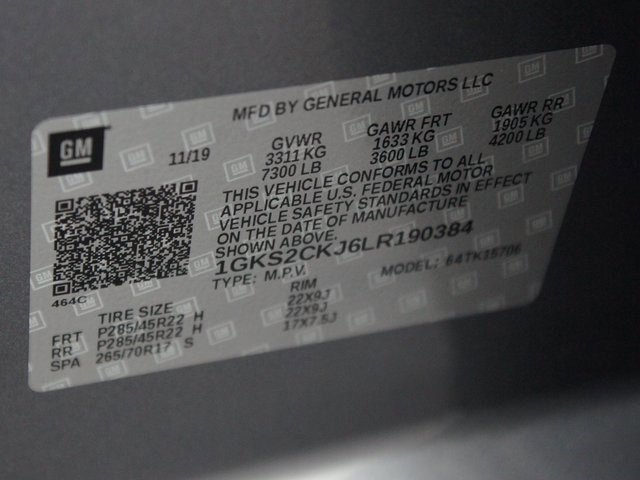 MFD BY GENERAL MOTORS LLC
GM
11/19
GVWR GAWR FRT GAWR RR
3311 KG 1633 KG 1905 KG
7300 LB 3600 LB 4200 LB
THIS VEHICLE CONFORMS TO ALL
APPLICABLE U.S. FEDERAL MOTOR
VEHICLE SAFETY STANDARDS IN EFFECT
ON THE DATE OF MANUFACTURE
SHOWN ABOVE.
1GKS2CKJ6LR190384
TYPE: M.P.V. MODEL: 64TK15706
464C
TIRE SIZE RIM
FRT P285/45R22 H 22X9J
RR P285/45R22 H 22X9J
SPA 265/70R17 S 17X7.5J